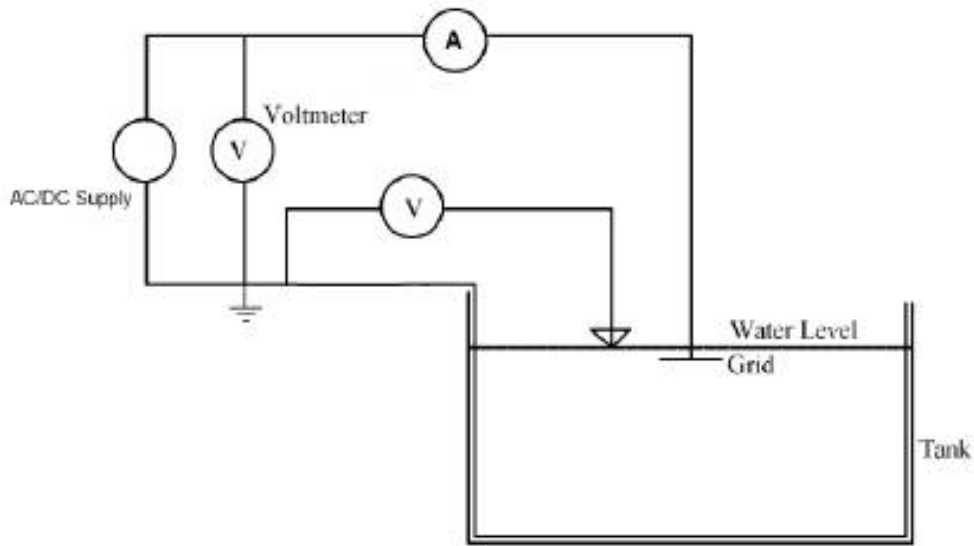 A
Voltmeter
V
AC/DC Supply
V
Water Level
Grid
Tank